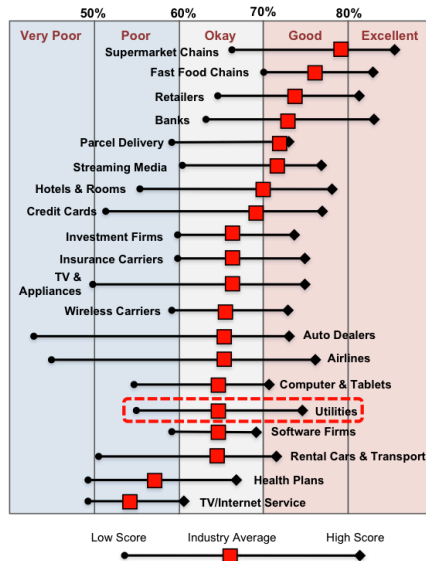 50% 60% 70% 80%
Very Poor Poor Okay Good Excellent
Supermarket Chains
Fast Food Chains
Retailers
Banks
Parcel Delivery
Streaming Media
Hotels & Rooms
Credit Cards
Investment Firms
Insurance Carriers
TV &
Appliances
Wireless Carriers
Auto Dealers
Airlines
Computer & Tablets
Utilities
Software Firms
Rental Cars & Transport
Health Plans
TV/Internet Service
Low Score Industry Average High Score